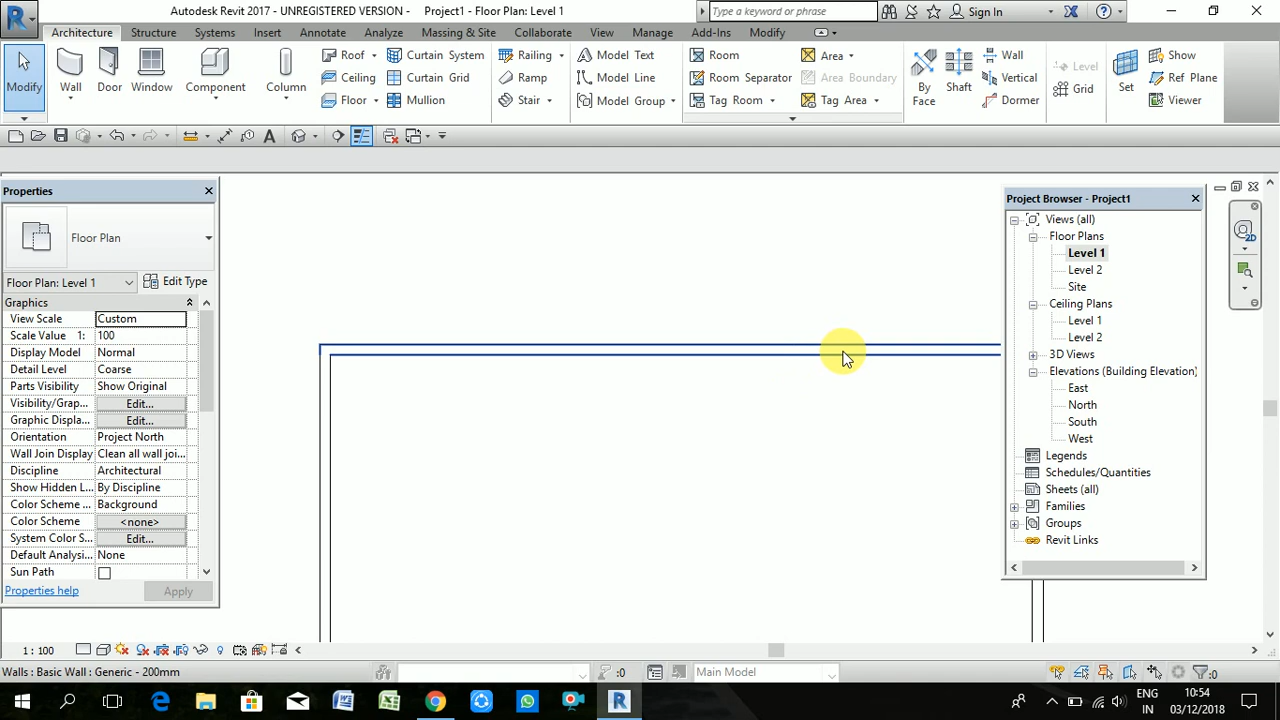 Autodesk Revit 2017 - UNREGISTERED VERSION - Project1 - Floor Plan: Level 1
Type a keyword or phrase
Sign In
Architecture Structure Systems Insert Annotate Analyze Massing & Site Collaborate View Manage Add-Ins Modify
Modify
Wall
Door
Window
Component
Column
Roof
Ceiling
Floor
Curtain System
Curtain Grid
Mullion
Railing
Ramp
Stair
Model Text
Model Line
Model Group
Room
Room Separator
Tag Room
Area
Area Boundary
Tag Area
By
Face
Shaft
Wall
Vertical
Dormer
Level
Grid
Set
Show
Ref Plane
Viewer
Properties
Floor Plan
Floor Plan: Level 1
Edit Type
Graphics
View Scale Custom
Scale Value 1: 100
Display Model Normal
Detail Level Coarse
Parts Visibility Show Original
Visibility/Grap... Edit...
Graphic Displa... Edit...
Orientation Project North
Wall Join Display Clean all wall joi...
Discipline Architectural
Show Hidden L... By Discipline
Color Scheme ... Background
Color Scheme <none>
System Color S... Edit...
Default Analysi... None
Sun Path
Properties help
Apply
Project Browser - Project1
Views (all)
Floor Plans
Level 1
Level 2
Site
Ceiling Plans
Level 1
Level 2
3D Views
Elevations (Building Elevation)
East
North
South
West
Legends
Schedules/Quantities
Sheets (all)
Families
Groups
Revit Links
2D
1 : 100
Walls : Basic Wall : Generic - 200mm
:0
Main Model
:0
ENG
IN
10:54
03/12/2018